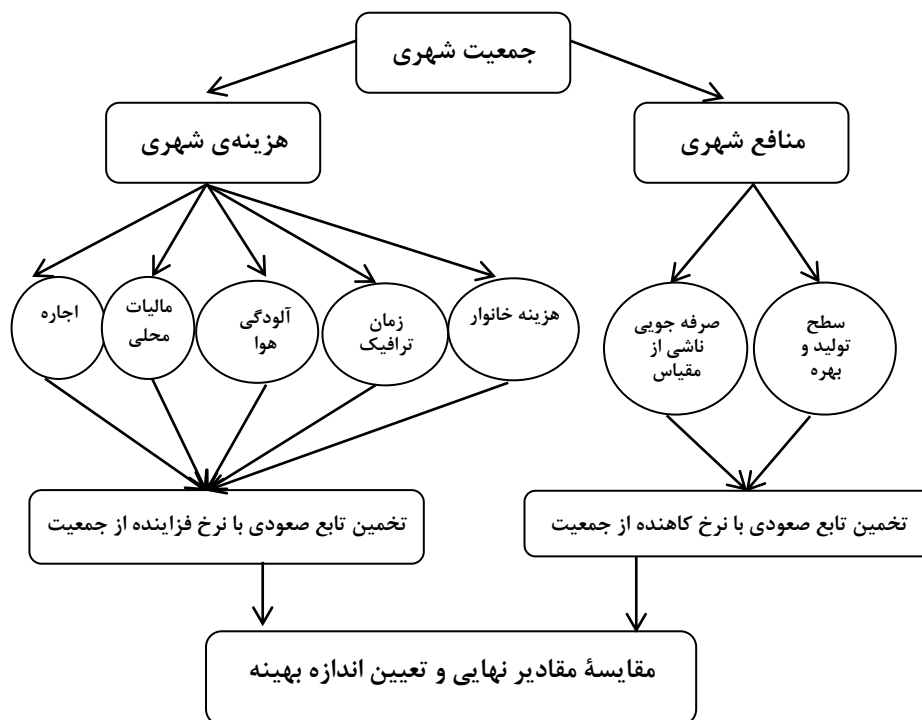 جمعیت شهری
منافع شهری
هزینه‌ی شهری
سطح
تولید و
بهره
صرفه جویی
ناشی از
مقیاس
هزینه خانوار
زمان
ترافیک
آلودگی
هوا
مالیات
محلی
اجاره
تخمین تابع صعودی با نرخ کاهنده از جمعیت
تخمین تابع صعودی با نرخ فزاینده از جمعیت
مقایسهٔ مقادیر نهایی و تعیین اندازه بهینه